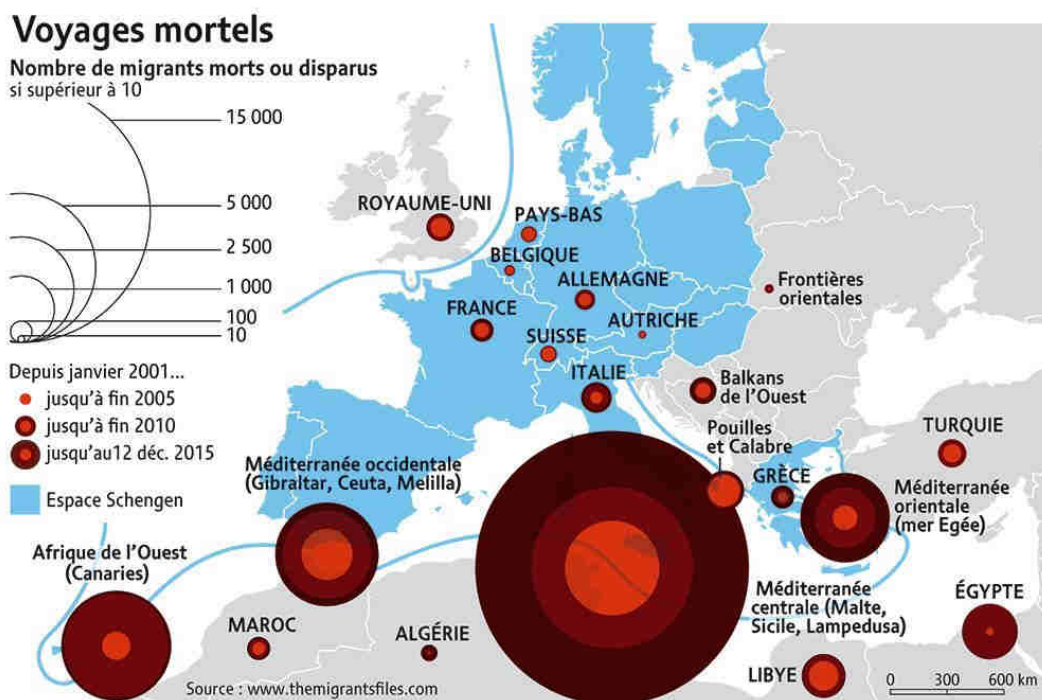 Voyages mortels
Nombre de migrants morts ou disparus
si supérieur à 10
15 000
5 000
2 500
1 000
100
10
Depuis janvier 2001...
jusqu'à fin 2005
jusqu'à fin 2010
jusqu'au12 déc. 2015
Espace Schengen
ROYAUME-UNI
PAYS-BAS
BELGIQUE
ALLEMAGNE
Frontières
orientales
FRANCE
AUTRICHE
SUISSE
ITALIE
Balkans
de l'Ouest
Pouilles
et Calabre
TURQUIE
GRÈCE
Méditerranée occidentale
(Gibraltar, Ceuta, Melilla)
Méditerranée
orientale
(mer Egée)
Afrique de l'Ouest
(Canaries)
MAROC
ALGÉRIE
Méditerranée
centrale (Malte,
Sicile, Lampedusa)
ÉGYPTE
LIBYE
Source : www.themigrantsfiles.com
0 300 600 km